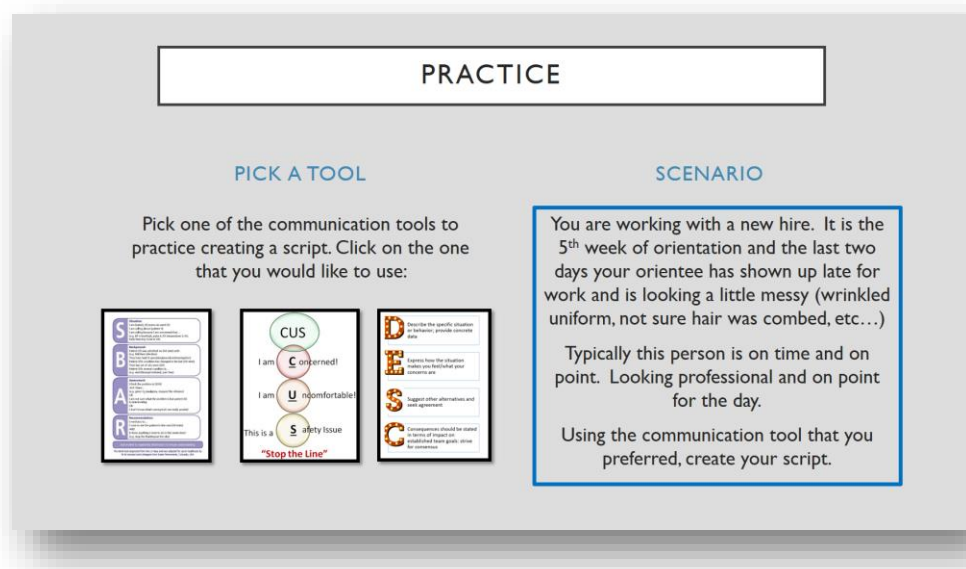 PRACTICE
PICK A TOOL
Pick one of the communication tools to
practice creating a script. Click on the one
that you would like to use:
S
B
A
R
CUS
I am C oncerned!
I am U ncomfortable!
This is a S afety Issue
"Stop the Line"
D Describe the specific situation
or behavior; provide concrete
data
E Express how the situation
makes you feel/what your
concerns are
S Suggest other alternatives and
seek agreement
C Consequences should be stated
in terms of impact on
established team goals; strive
for consensus
SCENARIO
You are working with a new hire. It is the
5th week of orientation and the last two
days your orientee has shown up late for
work and is looking a little messy (wrinkled
uniform, not sure hair was combed, etc…)
Typically this person is on time and on
point. Looking professional and on point
for the day.
Using the communication tool that you
preferred, create your script.